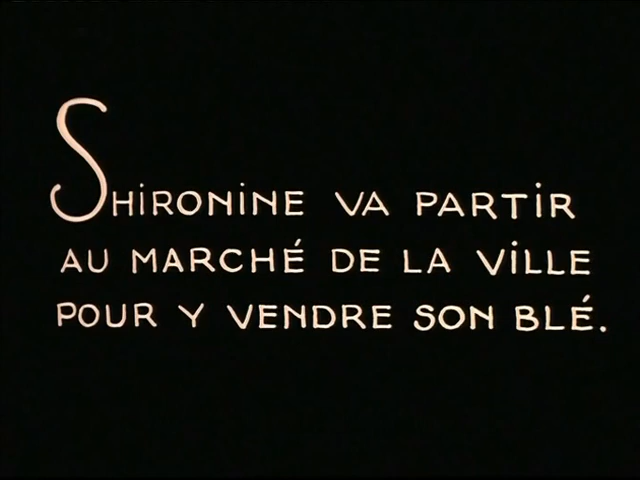 SHIRONINE VA PARTIR
AU MARCHÉ DE LA VILLE
POUR Y VENDRE SON BLÉ.